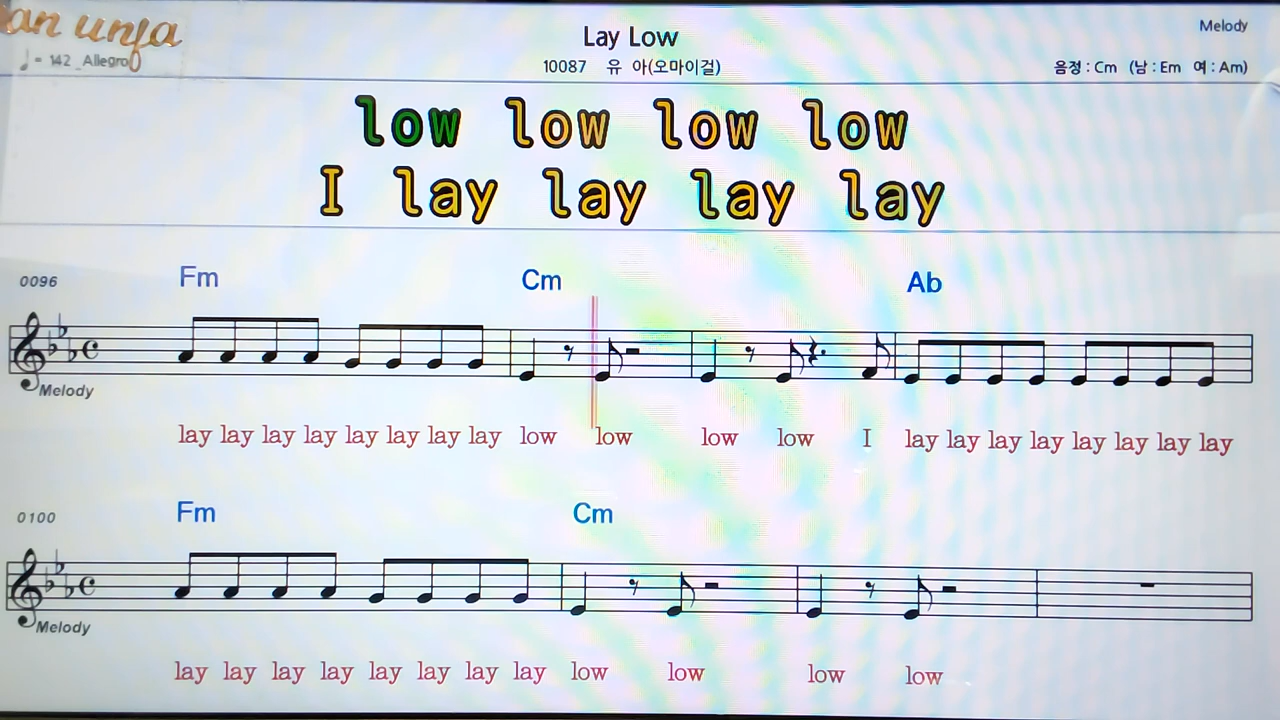 an unja
Lay Low
Melody
♩ = 142 _Allegro
10087 유 아(오마이걸)
음정 : Cm (남 : Em 여 : Am)
low low low low
I lay lay lay lay
0096 Fm Cm Ab
Melody
lay lay lay lay lay lay lay lay low low low low I lay lay lay lay lay lay lay lay
0100 Fm Cm
Melody
lay lay lay lay lay lay lay lay low low low low